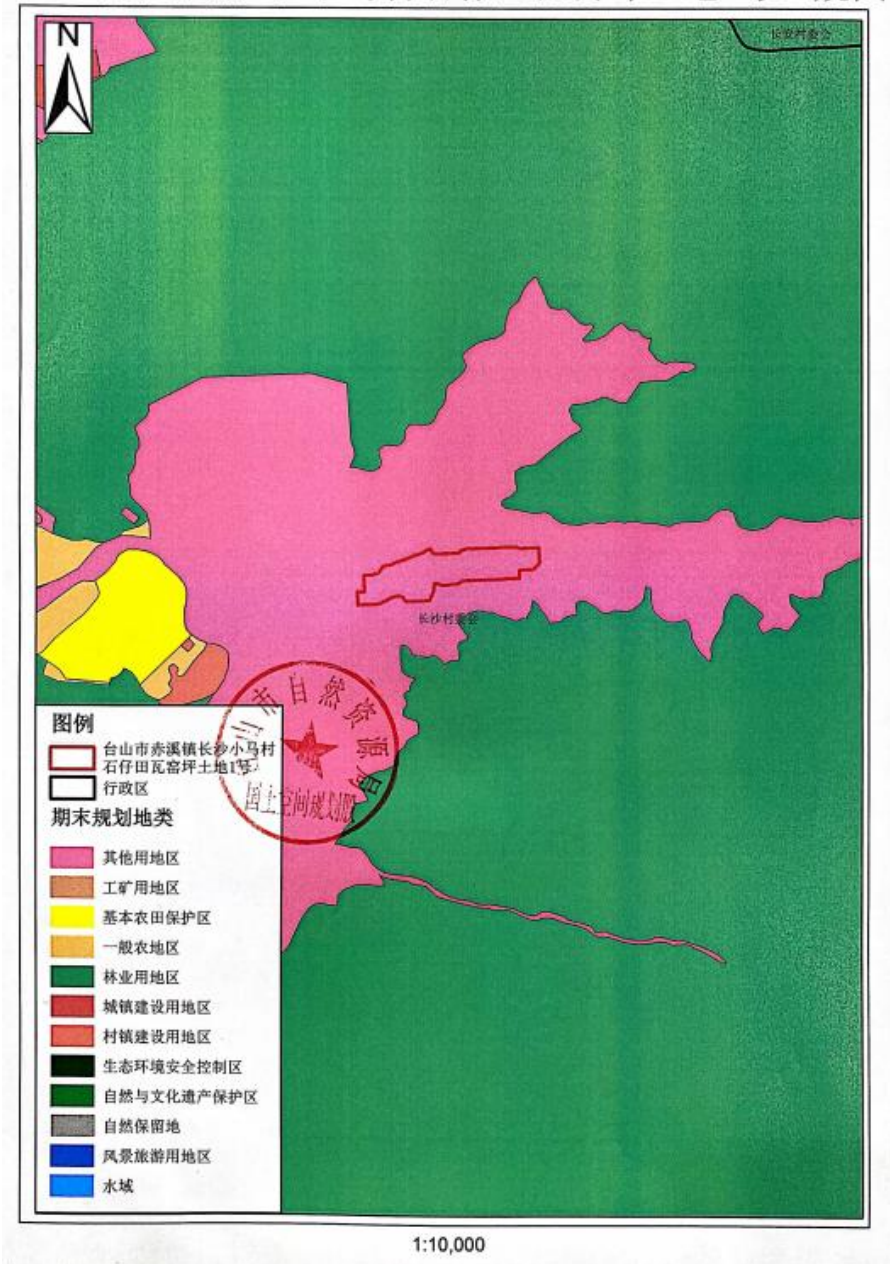 N
长安村委会
长沙村委会
图例
台山市赤溪镇长沙小马村
石仔田瓦窑坪土地1号
行政区
期末规划地类
其他用地区
工矿用地区
基本农田保护区
一般农地区
林业用地区
城镇建设用地区
村镇建设用地区
生态环境安全控制区
自然与文化遗产保护区
自然保留地
风景旅游用地区
水域
山市自然资源局
国土空间规划股
1:10,000